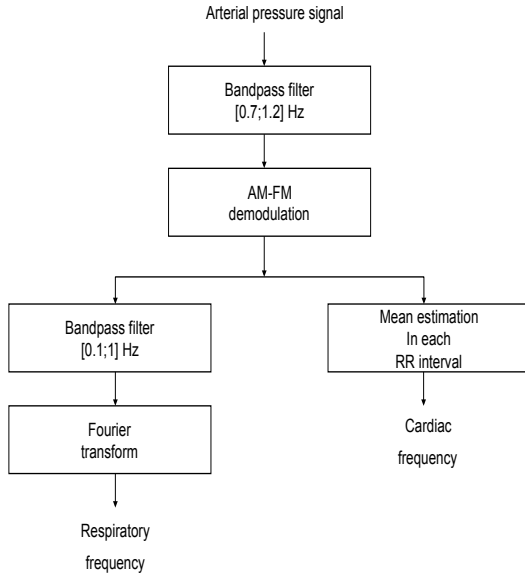 Arterial pressure signal
Bandpass filter
[0.7;1.2] Hz
AM-FM
demodulation
Bandpass filter
[0.1;1] Hz
Mean estimation
In each
RR interval
Fourier
transform
Cardiac
frequency
Respiratory
frequency